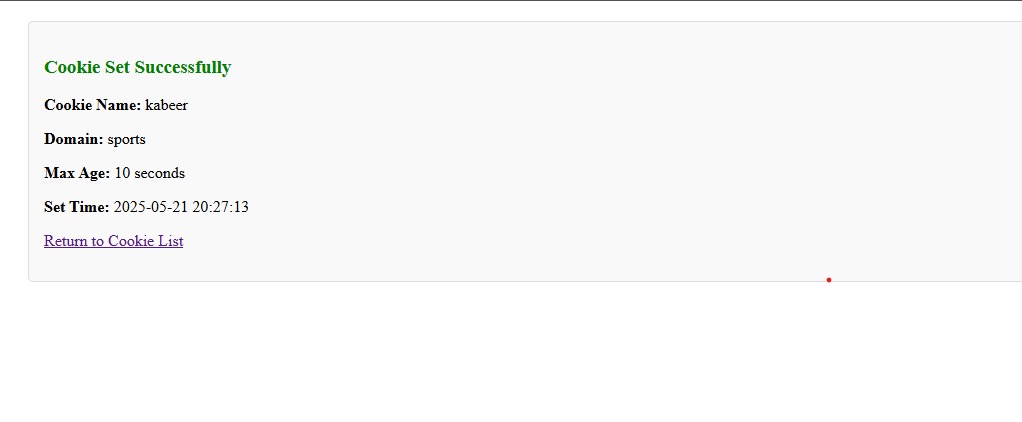 Cookie Set Successfully
Cookie Name: kabeer
Domain: sports
Max Age: 10 seconds
Set Time: 2025-05-21 20:27:13
Return to Cookie List